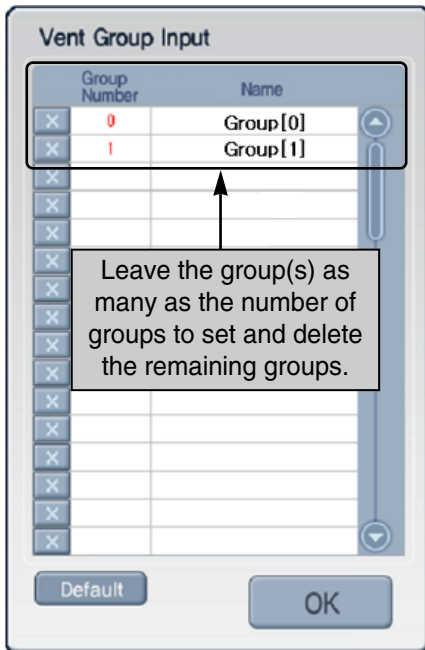 Vent Group Input
Group
Number
Name
X 0 Group[0]
X 1 Group[1]
X
X
X
X
X
X
X
X
X
X
X
X
X
X
Leave the group(s) as
many as the number of
groups to set and delete
the remaining groups.
Default
OK